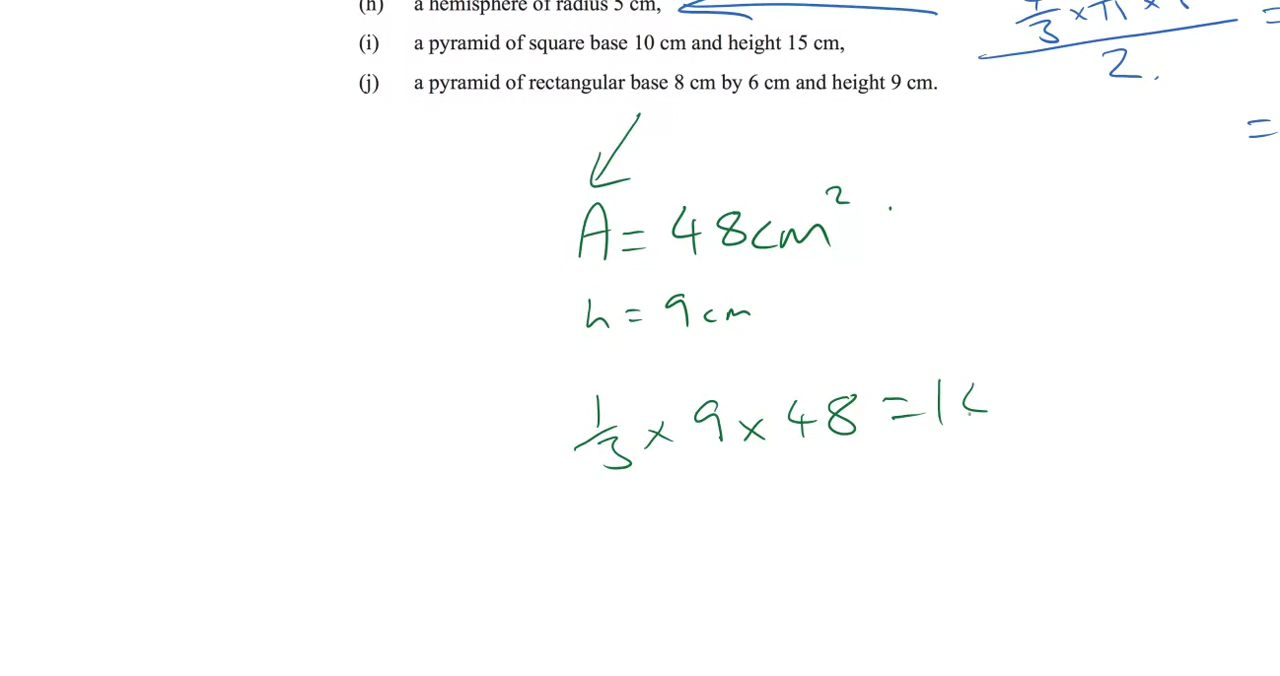 (h) a hemisphere of radius 5 cm,
(i) a pyramid of square base 10 cm and height 15 cm,
(j) a pyramid of rectangular base 8 cm by 6 cm and height 9 cm.
/3 × π ×
2.
=
=
A = 48cm²
h = 9cm
1/3 × 9 × 48 = 1